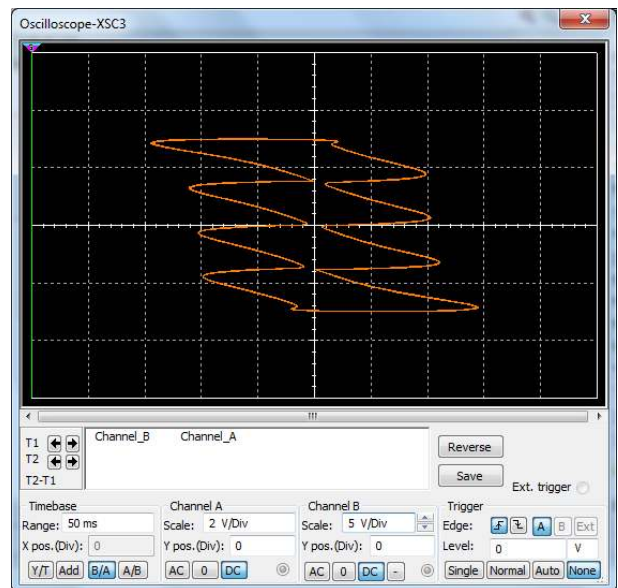 Oscilloscope-XSC3
T1
T2
T2-T1
Channel_B Channel_A
Reverse
Save
Ext. trigger
Timebase
Range: 50 ms
X pos.(Div): 0
Y/T Add B/A A/B
Channel A
Scale: 2 V/Div
Y pos.(Div): 0
AC 0 DC
Channel B
Scale: 5 V/Div
Y pos.(Div): 0
AC 0 DC -
Trigger
Edge: A B Ext
Level: 0 V
Single Normal Auto None